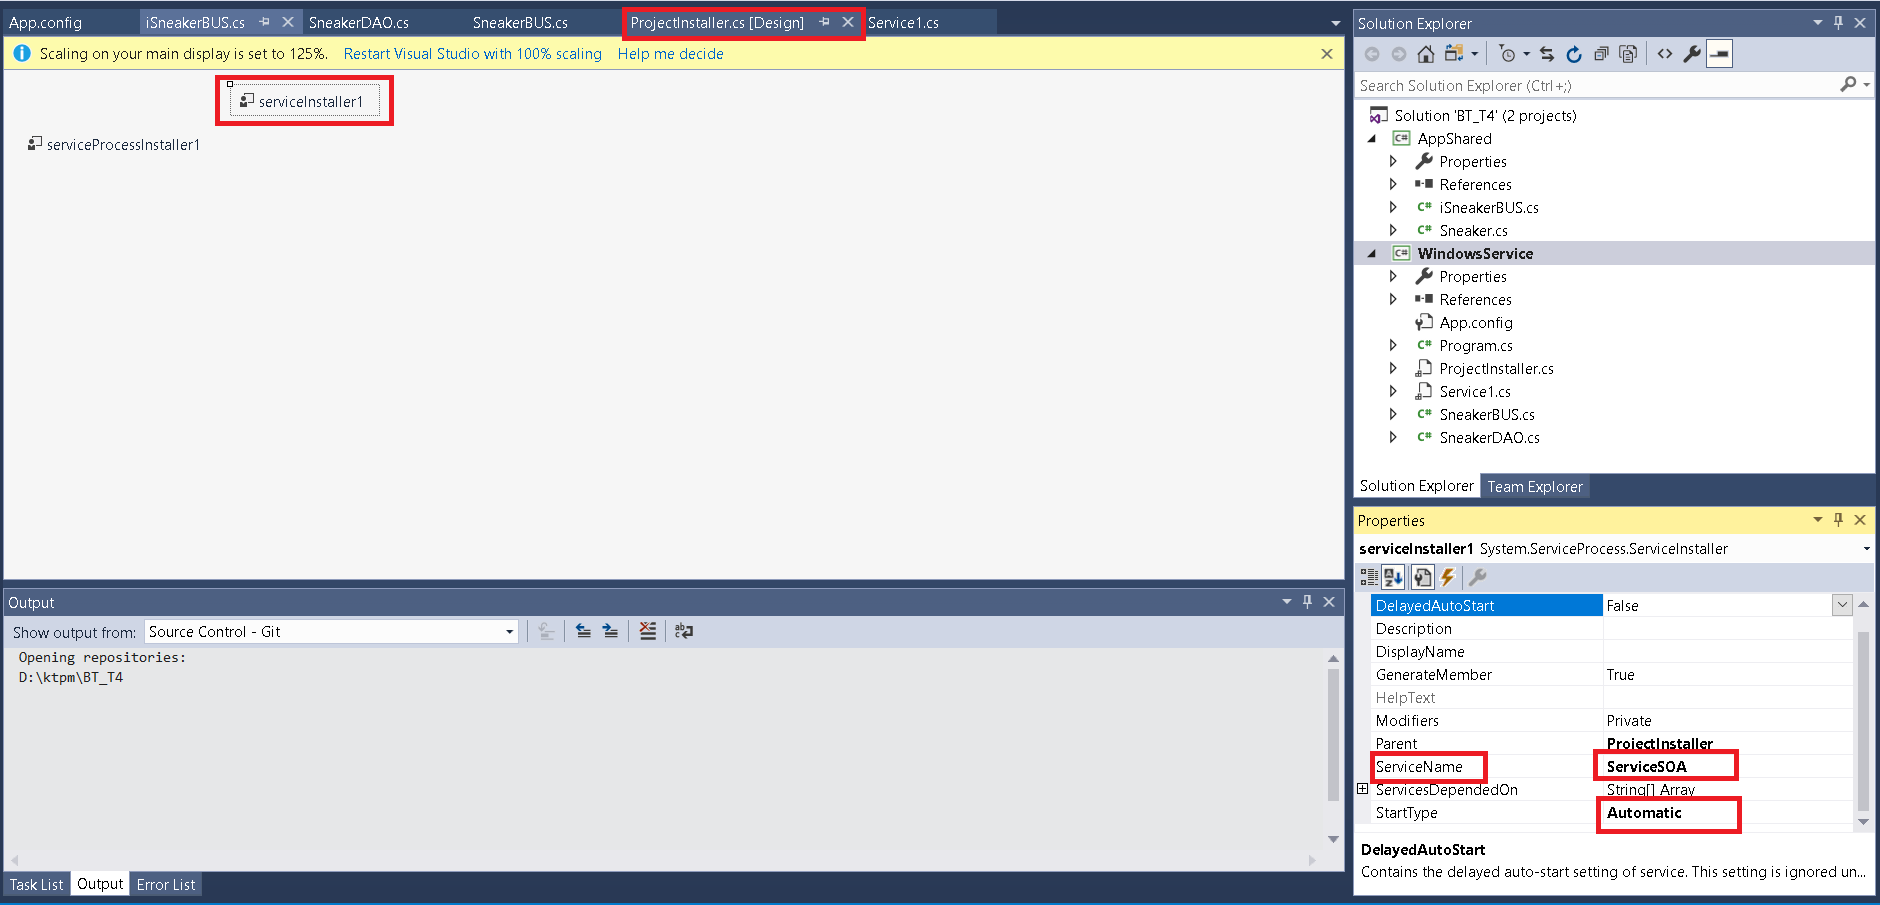 App.config
iSneakerBUS.cs
SneakerDAO.cs
SneakerBUS.cs
ProjectInstaller.cs [Design]
Service1.cs
Scaling on your main display is set to 125%. Restart Visual Studio with 100% scaling Help me decide
serviceInstaller1
serviceProcessInstaller1
Output
Show output from: Source Control - Git
Opening repositories:
D:\ktpm\BT_T4
Task List
Output
Error List
Solution Explorer
Search Solution Explorer (Ctrl+;)
Solution 'BT_T4' (2 projects)
C# AppShared
Properties
References
C# iSneakerBUS.cs
C# Sneaker.cs
C# WindowsService
Properties
References
App.config
C# Program.cs
ProjectInstaller.cs
Service1.cs
C# SneakerBUS.cs
C# SneakerDAO.cs
Solution Explorer
Team Explorer
Properties
serviceInstaller1 System.ServiceProcess.ServiceInstaller
DelayedAutoStart False
Description
DisplayName
GenerateMember True
HelpText
Modifiers Private
Parent ProjectInstaller
ServiceName ServiceSOA
ServicesDependedOn String[] Array
StartType Automatic
DelayedAutoStart
Contains the delayed auto-start setting of service. This setting is ignored un...